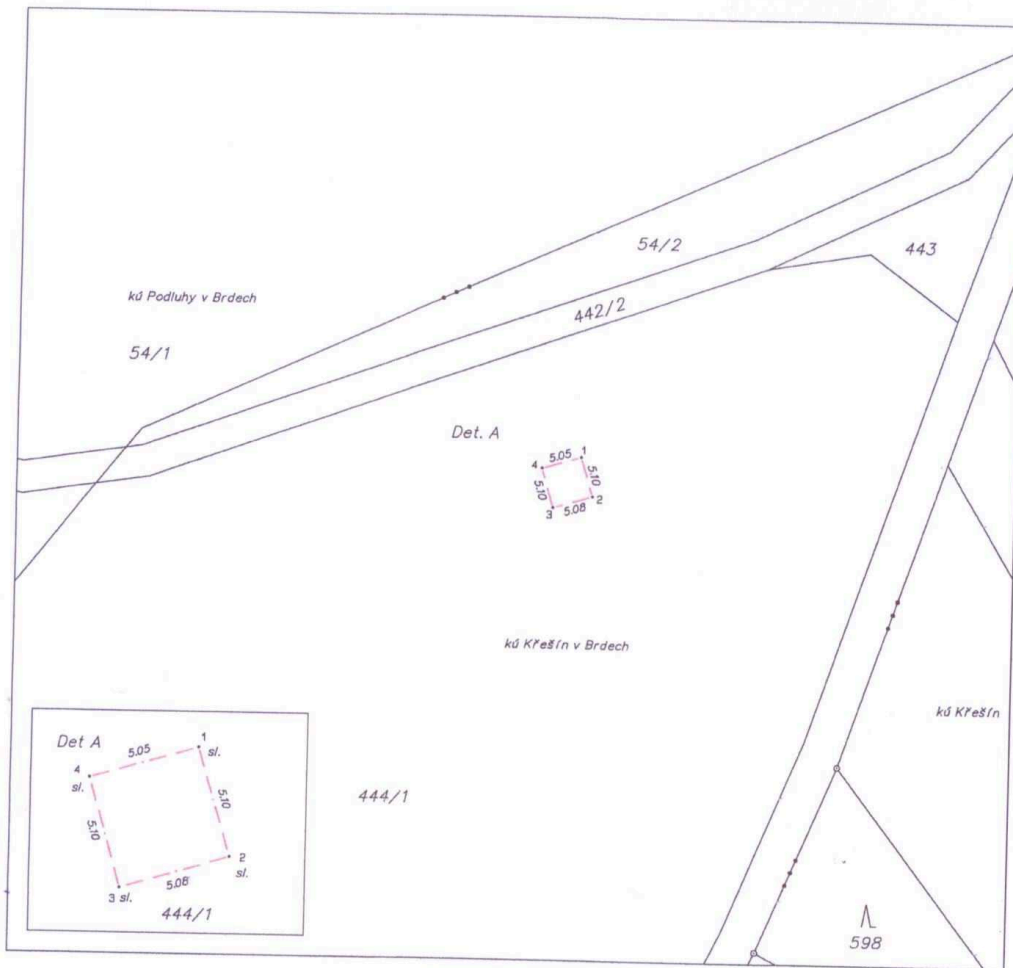 54/2
443
kú Podluhy v Brdech
442/2
54/1
Det. A
5.05
1
4
5.10
5.10
2
3
5.08
kú Křešín v Brdech
kú Křešín
Det A
1
5.05
sl.
4
sl.
5.10
5.10
2
sl.
5.08
3 sl.
444/1
444/1
598